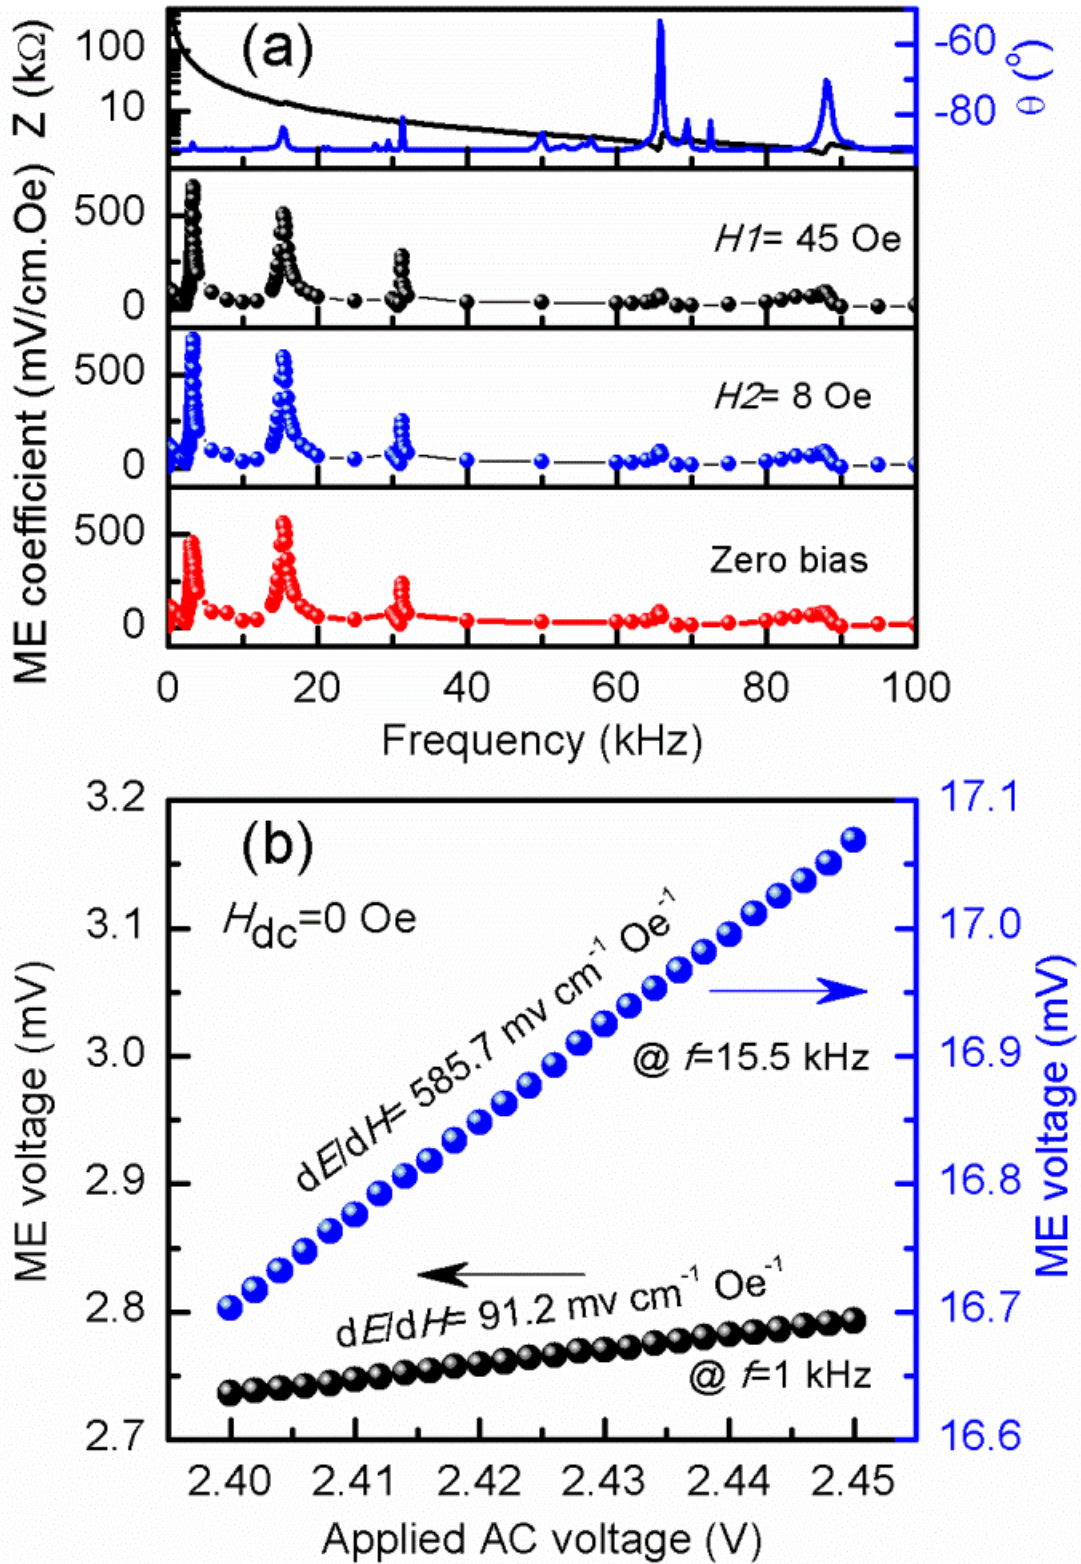 (a)
Z (kΩ)
100
10
-60
-80
θ (°)
ME coefficient (mV/cm.Oe)
500
0
H1= 45 Oe
500
0
H2= 8 Oe
500
0
Zero bias
0 20 40 60 80 100
Frequency (kHz)
(b)
H_dc=0 Oe
ME voltage (mV)
3.2
3.1
3.0
2.9
2.8
2.7
17.1
17.0
16.9
16.8
16.7
16.6
ME voltage (mV)
dE/dH= 585.7 mv cm⁻¹ Oe⁻¹
@ f=15.5 kHz
dE/dH= 91.2 mv cm⁻¹ Oe⁻¹
@ f=1 kHz
2.40 2.41 2.42 2.43 2.44 2.45
Applied AC voltage (V)